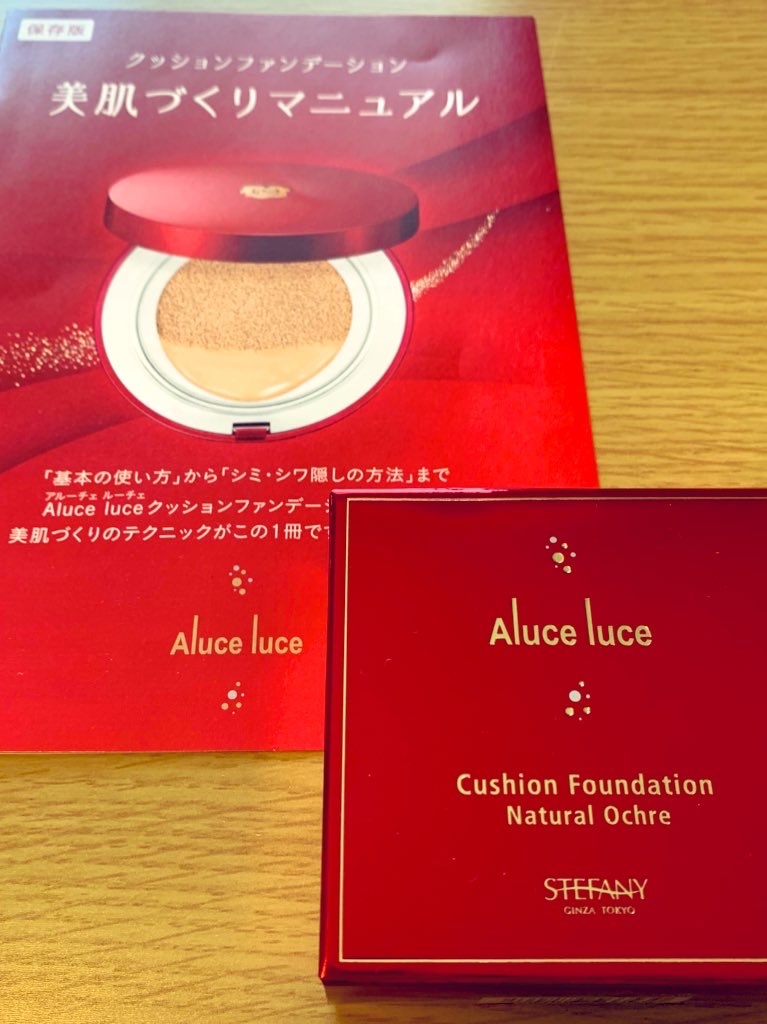 保存版
クッションファンデーション
美肌づくりマニュアル
「基本の使い方」から「シミ・シワ隠しの方法」まで
アルーチェ ルーチェ
Aluce luceクッションファンデー
美肌づくりのテクニックがこの1冊で
Aluce luce
Aluce luce
Cushion Foundation
Natural Ochre
STEFANY
GINZA TOKYO